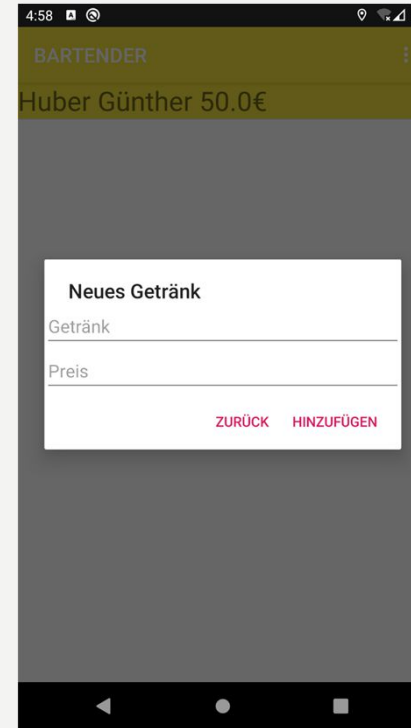 4:58
BARTENDER
Huber Günther 50.0€
Neues Getränk
Getränk
Preis
ZURÜCK HINZUFÜGEN